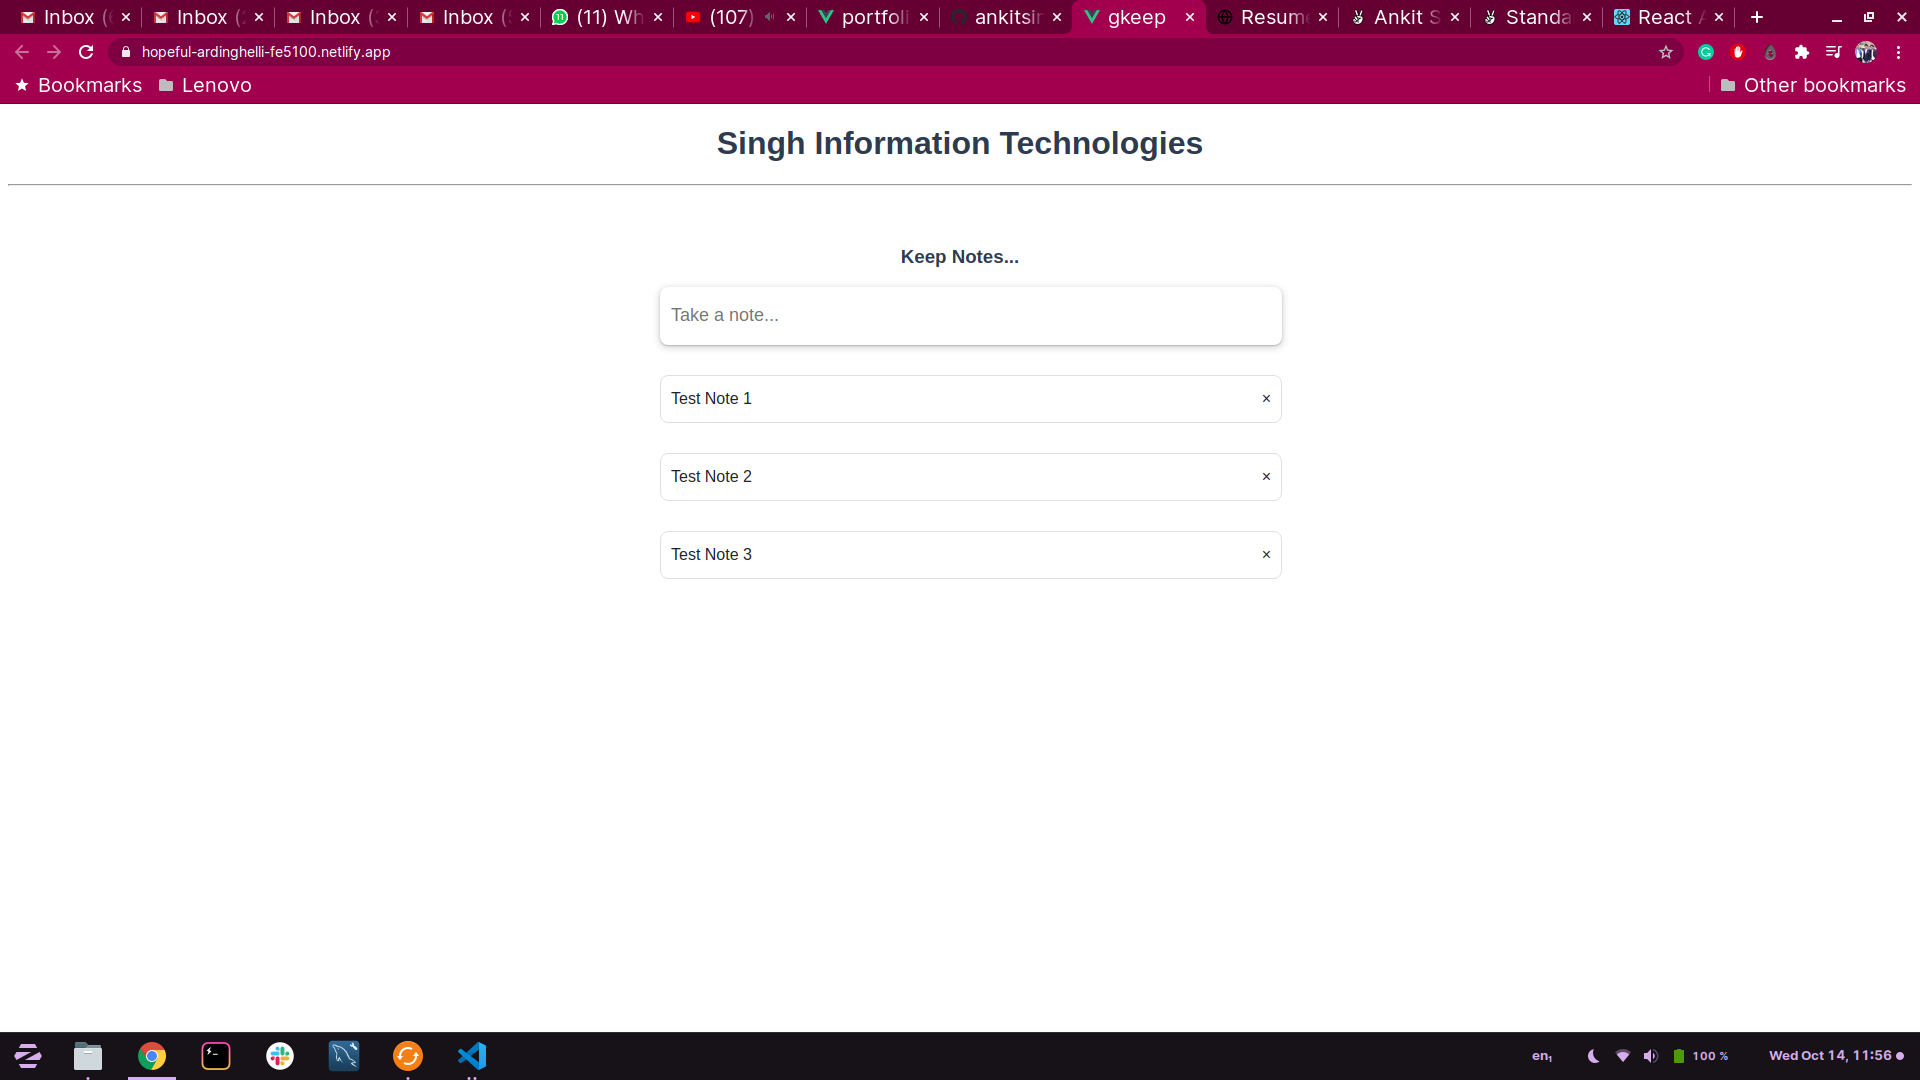 Inbox ( Inbox ( Inbox ( Inbox ( (11) Wh (107) portfoli ankitsin gkeep Resum Ankit S Standa React
hopeful-ardinghelli-fe5100.netlify.app
Bookmarks Lenovo Other bookmarks
Singh Information Technologies
Keep Notes...
Take a note...
Test Note 1 ×
Test Note 2 ×
Test Note 3 ×
en₁ 100 % Wed Oct 14, 11:56